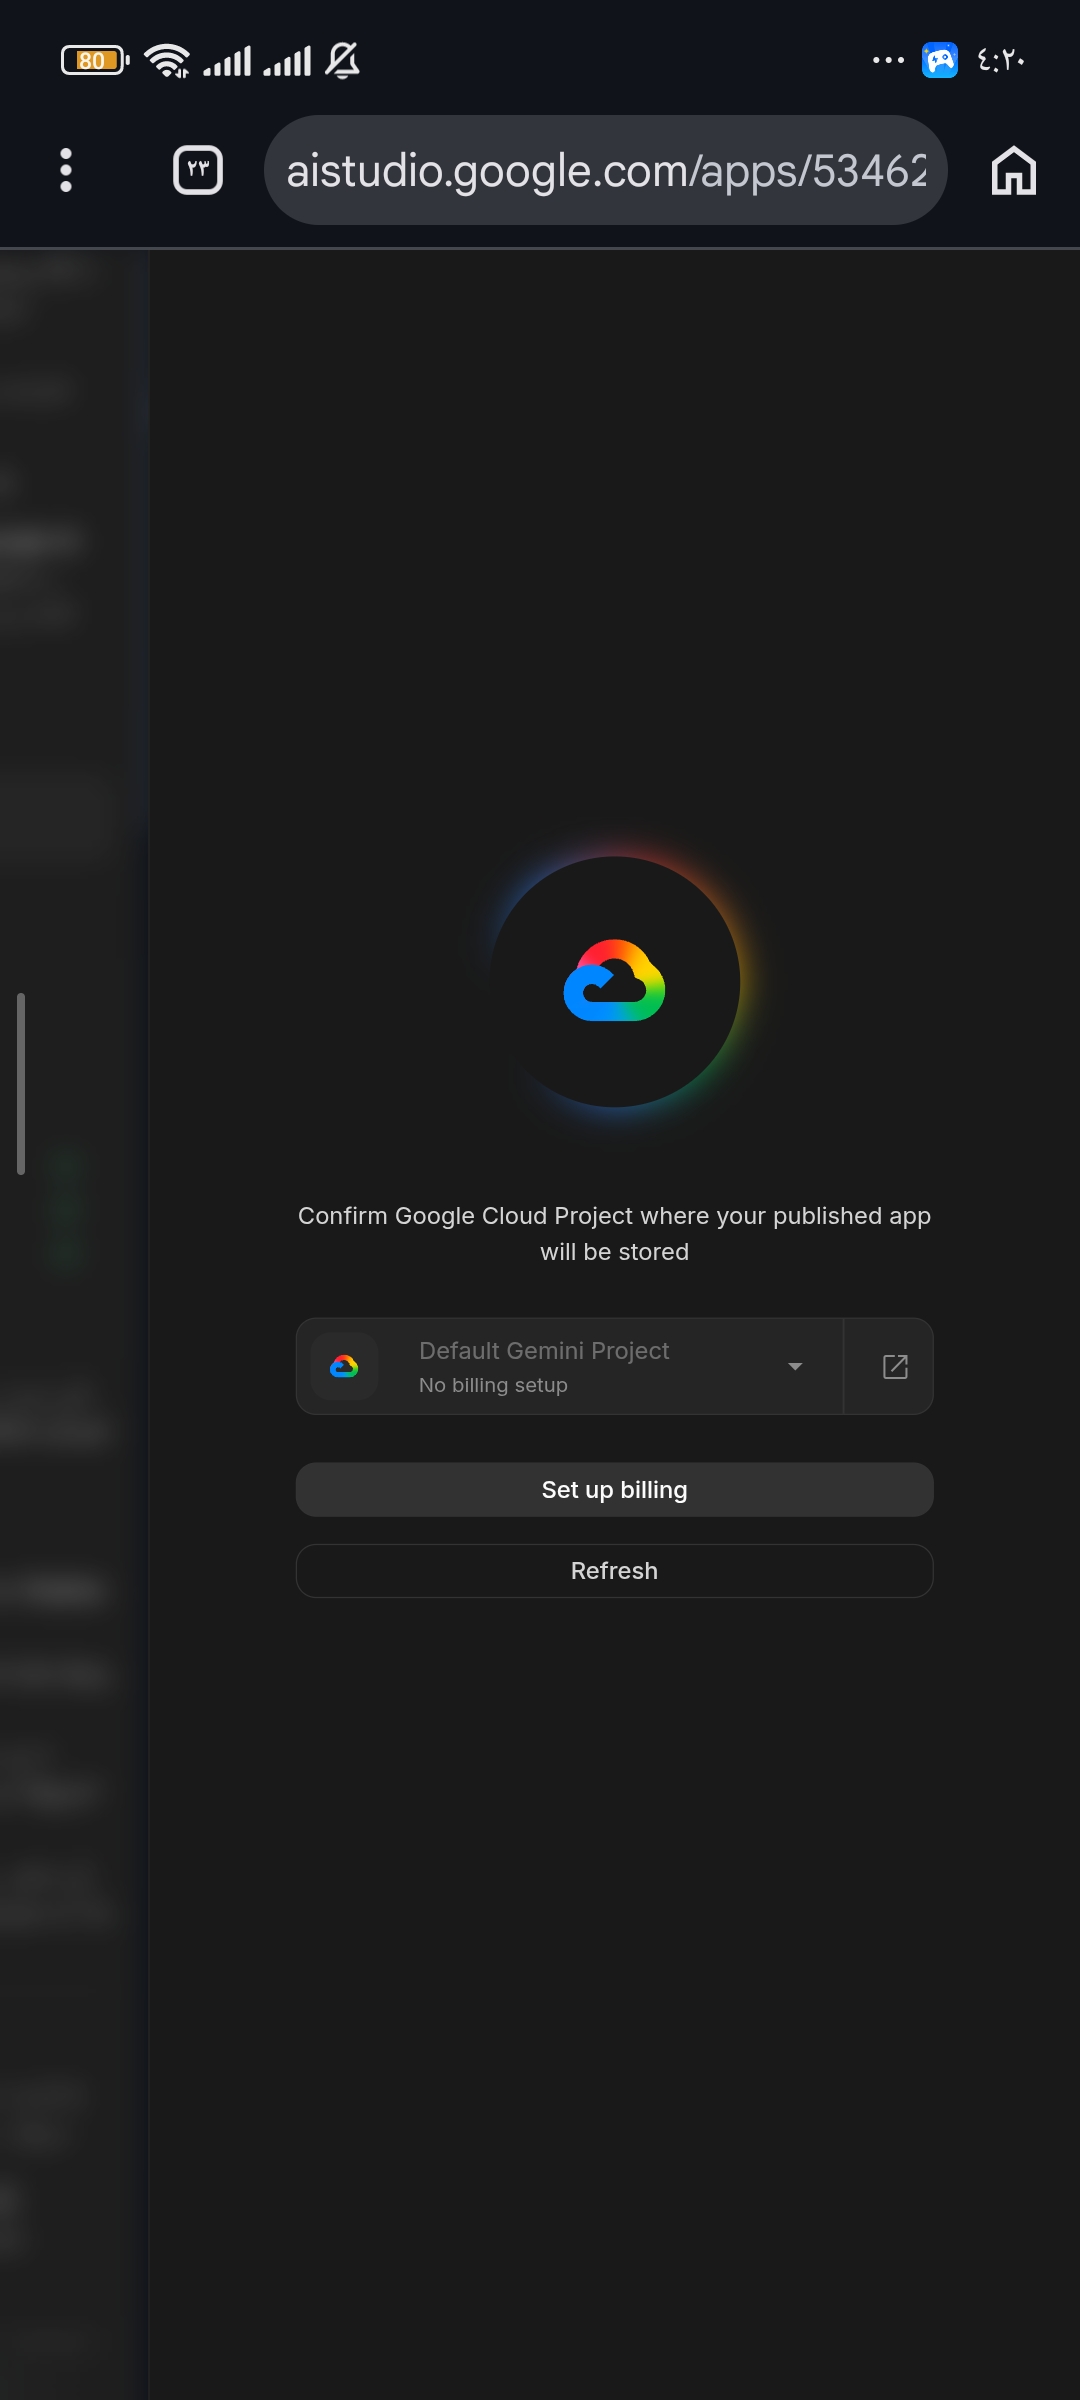 80
٤:٢٠
٢٣
aistudio.google.com/apps/53462
Confirm Google Cloud Project where your published app
will be stored
Default Gemini Project
No billing setup
Set up billing
Refresh